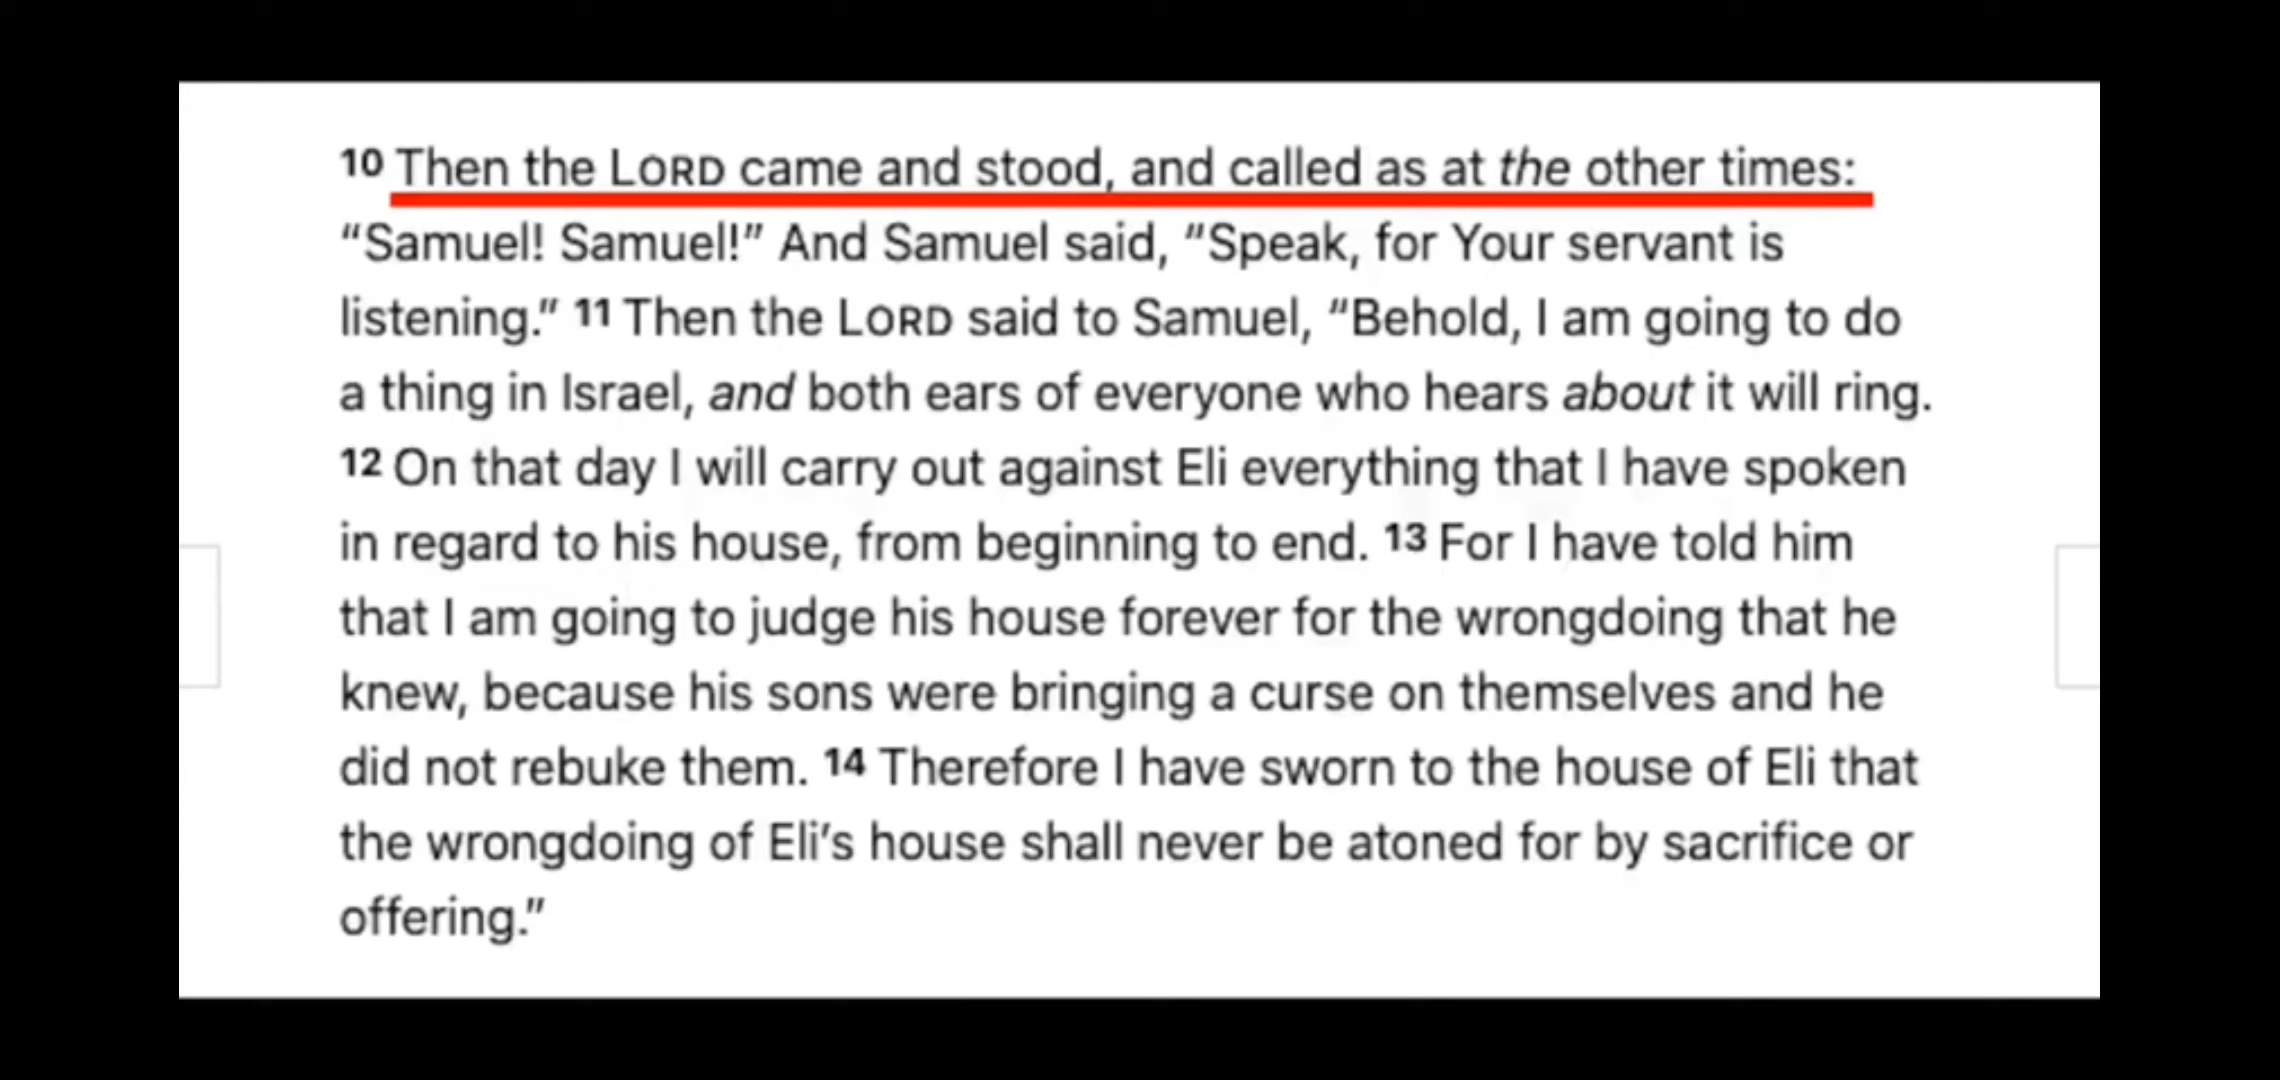 10 Then the LORD came and stood, and called as at the other times:
“Samuel! Samuel!” And Samuel said, “Speak, for Your servant is
listening.” 11 Then the LORD said to Samuel, “Behold, I am going to do
a thing in Israel, and both ears of everyone who hears about it will ring.
12 On that day I will carry out against Eli everything that I have spoken
in regard to his house, from beginning to end. 13 For I have told him
that I am going to judge his house forever for the wrongdoing that he
knew, because his sons were bringing a curse on themselves and he
did not rebuke them. 14 Therefore I have sworn to the house of Eli that
the wrongdoing of Eli’s house shall never be atoned for by sacrifice or
offering.”